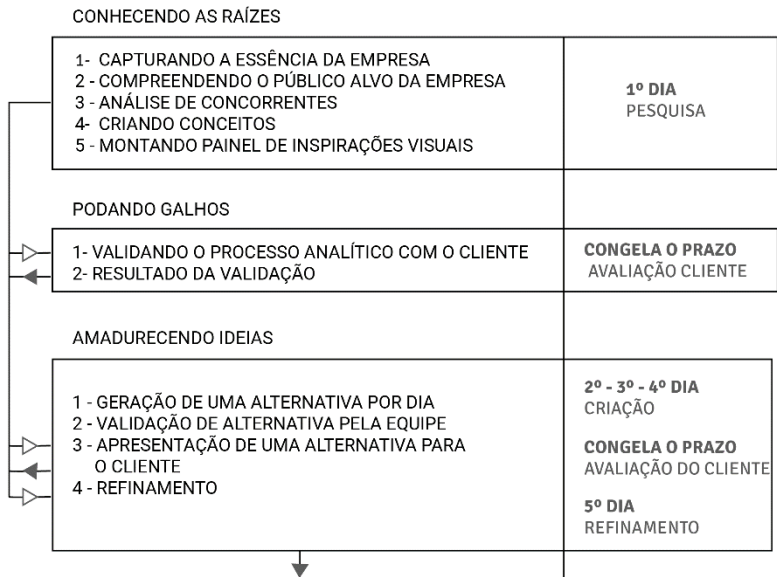 CONHECENDO AS RAÍZES
1- CAPTURANDO A ESSÊNCIA DA EMPRESA
2 - COMPREENDENDO O PÚBLICO ALVO DA EMPRESA
3 - ANÁLISE DE CONCORRENTES
4- CRIANDO CONCEITOS
5 - MONTANDO PAINEL DE INSPIRAÇÕES VISUAIS
1º DIA
PESQUISA
PODANDO GALHOS
1- VALIDANDO O PROCESSO ANALÍTICO COM O CLIENTE
2- RESULTADO DA VALIDAÇÃO
CONGELA O PRAZO
AVALIAÇÃO CLIENTE
AMADURECENDO IDEIAS
1 - GERAÇÃO DE UMA ALTERNATIVA POR DIA
2 - VALIDAÇÃO DE ALTERNATIVA PELA EQUIPE
3 - APRESENTAÇÃO DE UMA ALTERNATIVA PARA
O CLIENTE
4 - REFINAMENTO
2º - 3º - 4º DIA
CRIAÇÃO
CONGELA O PRAZO
AVALIAÇÃO DO CLIENTE
5º DIA
REFINAMENTO